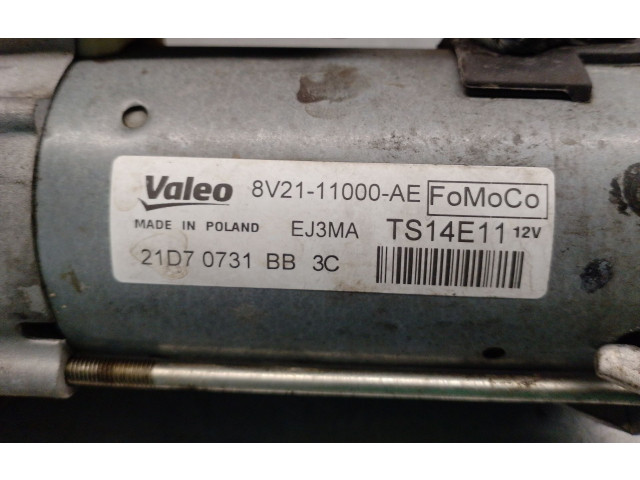 Valeo 8V21-11000-AE FoMoCo
MADE IN POLAND EJ3MA TS14E11 12V
21D7 0731 BB 3C